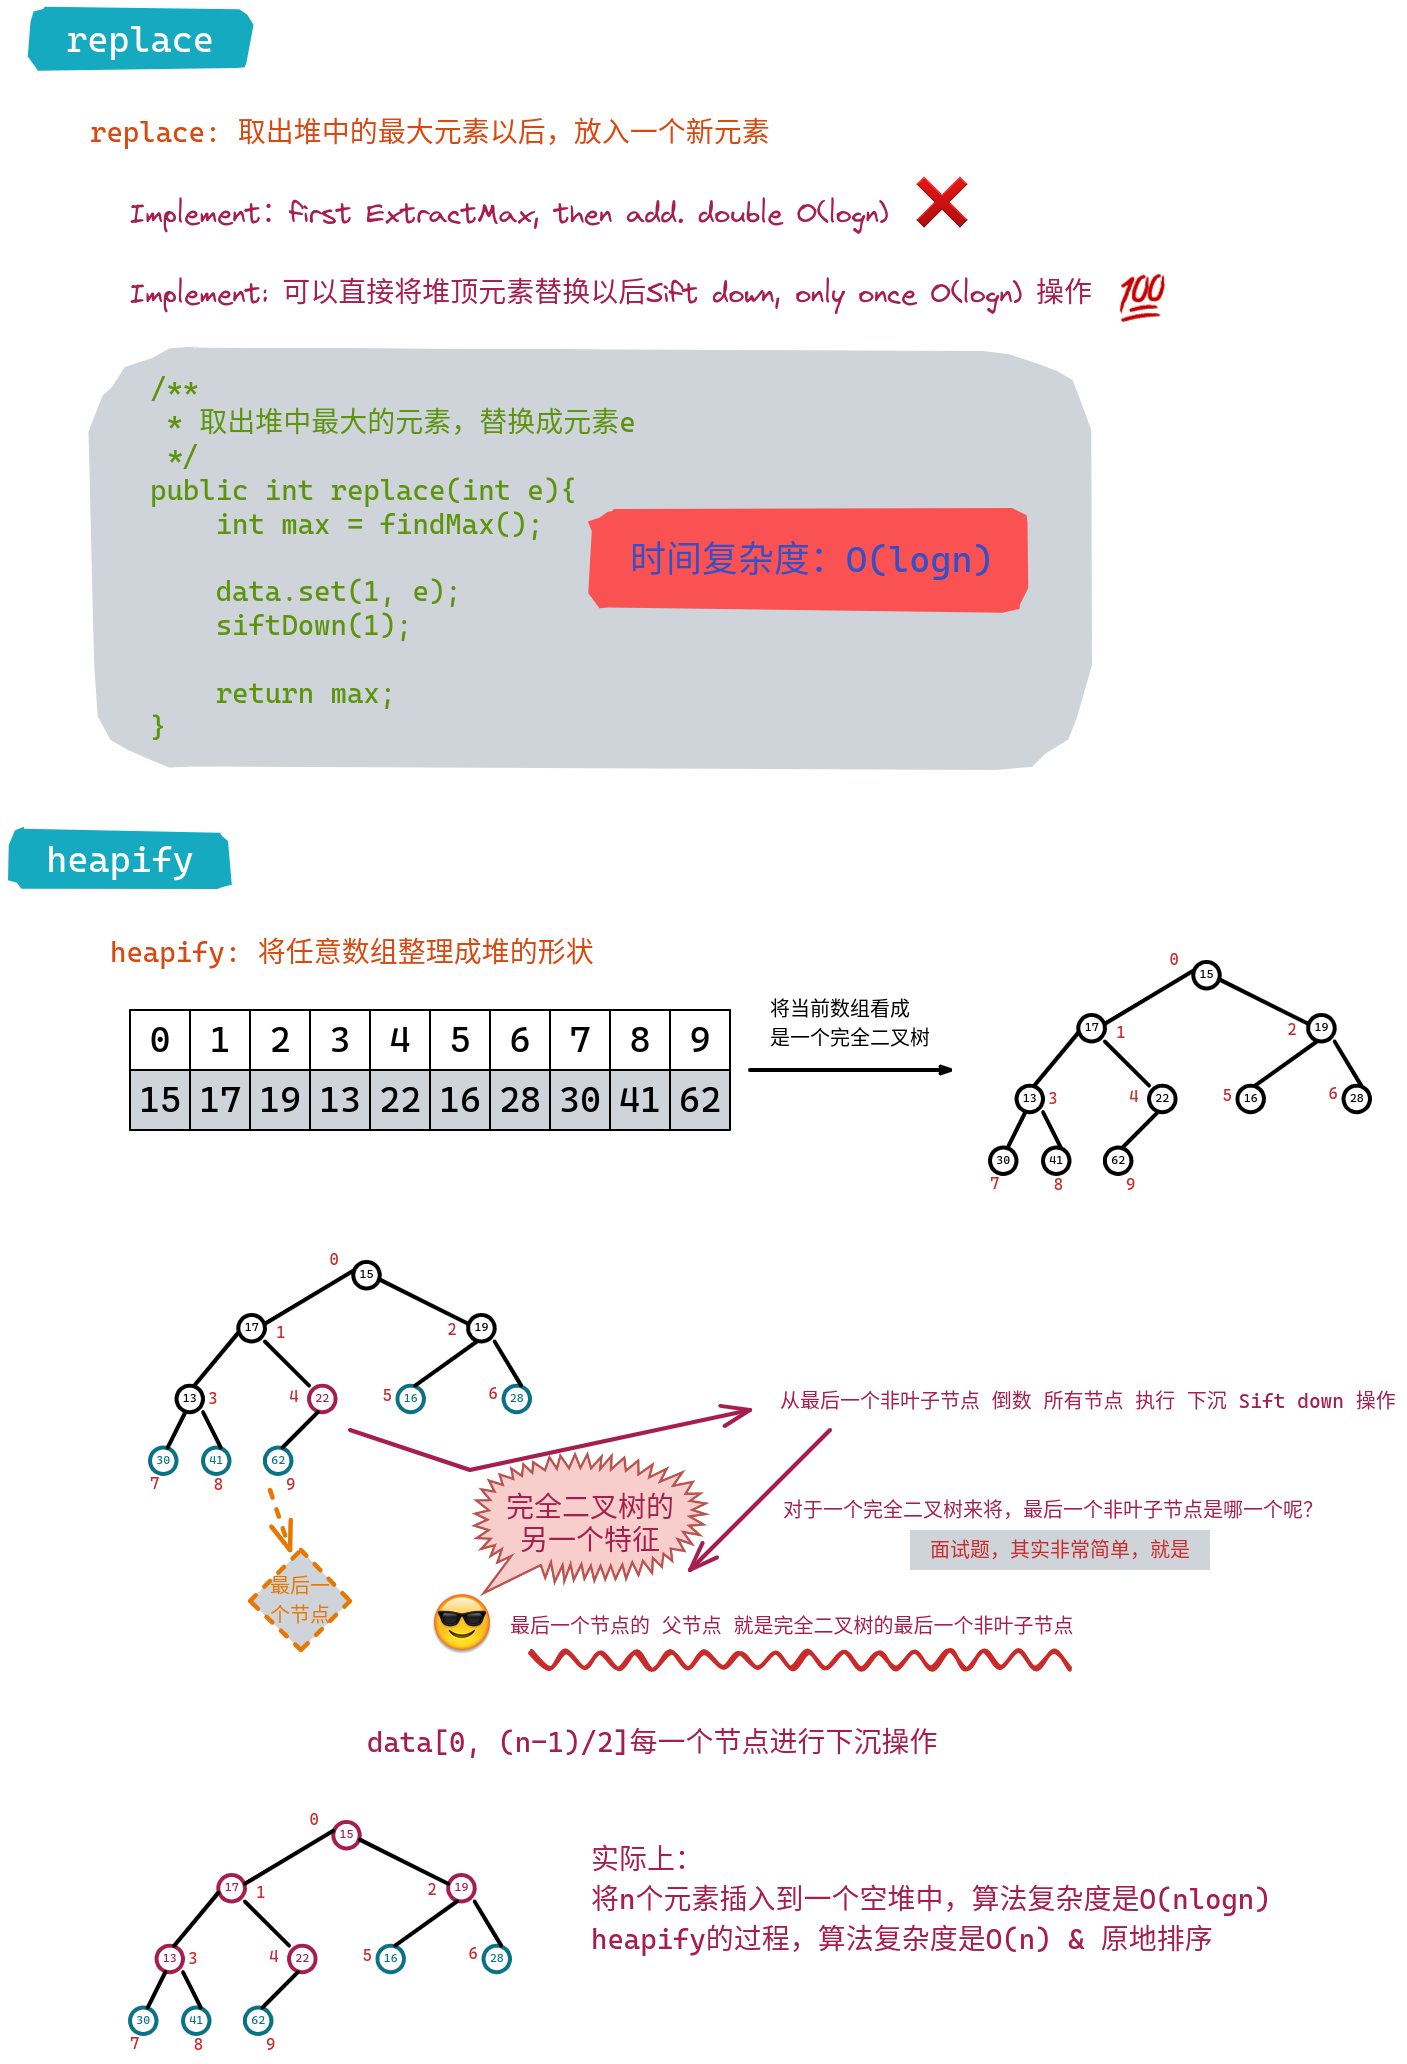 replace
replace: 取出堆中的最大元素以后，放入一个新元素
Implement: first ExtractMax, then add. double O(logn)
Implement: 可以直接将堆顶元素替换以后Sift down, only once O(logn) 操作
/**
 * 取出堆中最大的元素，替换成元素e
 */
public int replace(int e){
    int max = findMax();
    data.set(1, e);
    siftDown(1);
    return max;
}
时间复杂度：O(logn)
heapify
heapify: 将任意数组整理成堆的形状
0 1 2 3 4 5 6 7 8 9
15 17 19 13 22 16 28 30 41 62
将当前数组看成
是一个完全二叉树
0 15
17 1 2 19
13 3 4 22 5 16 6 28
30 41 62
7 8 9
0 15
17 1 2 19
13 3 4 22 5 16 6 28
30 41 62
7 8 9
从最后一个非叶子节点 倒数 所有节点 执行 下沉 Sift down 操作
完全二叉树的
另一个特征
对于一个完全二叉树来将，最后一个非叶子节点是哪一个呢？
面试题，其实非常简单，就是
最后一
个节点
最后一个节点的 父节点 就是完全二叉树的最后一个非叶子节点
data[0, (n-1)/2]每一个节点进行下沉操作
0 15
17 1 2 19
13 3 4 22 5 16 6 28
30 41 62
7 8 9
实际上：
将n个元素插入到一个空堆中，算法复杂度是O(nlogn)
heapify的过程，算法复杂度是O(n) & 原地排序